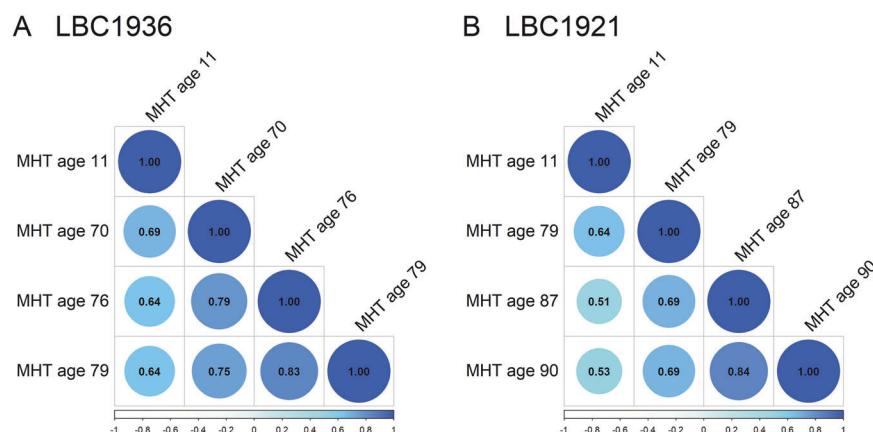 A LBC1936
MHT age 11
MHT age 70
MHT age 76
MHT age 79
MHT age 11 1.00
MHT age 70 0.69 1.00
MHT age 76 0.64 0.79 1.00
MHT age 79 0.64 0.75 0.83 1.00
-1 -0.8 -0.6 -0.4 -0.2 0 0.2 0.4 0.6 0.8 1
B LBC1921
MHT age 11
MHT age 79
MHT age 87
MHT age 90
MHT age 11 1.00
MHT age 79 0.64 1.00
MHT age 87 0.51 0.69 1.00
MHT age 90 0.53 0.69 0.84 1.00
-1 -0.8 -0.6 -0.4 -0.2 0 0.2 0.4 0.6 0.8 1